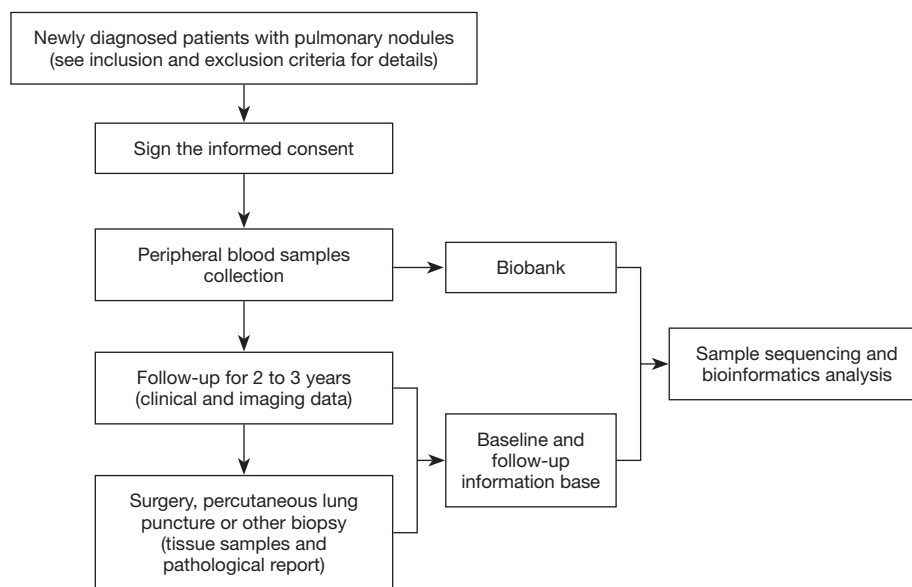 Newly diagnosed patients with pulmonary nodules
(see inclusion and exclusion criteria for details)
Sign the informed consent
Peripheral blood samples
collection
Biobank
Sample sequencing and
bioinformatics analysis
Follow-up for 2 to 3 years
(clinical and imaging data)
Baseline and
follow-up
information base
Surgery, percutaneous lung
puncture or other biopsy
(tissue samples and
pathological report)